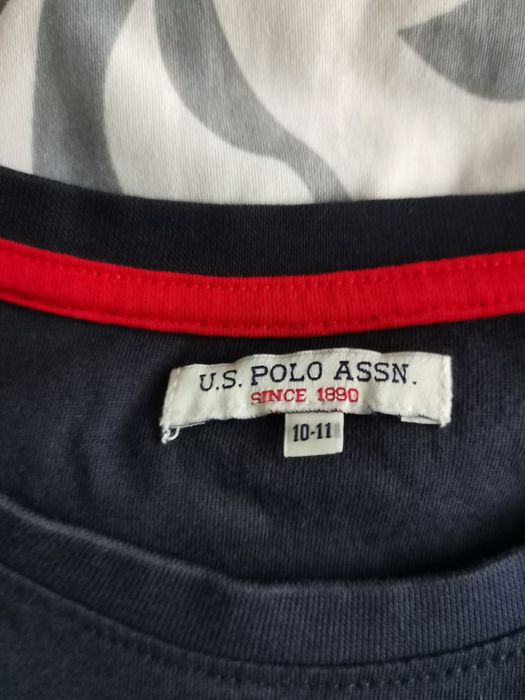 U.S. POLO ASSN.
SINCE 1890
10-11